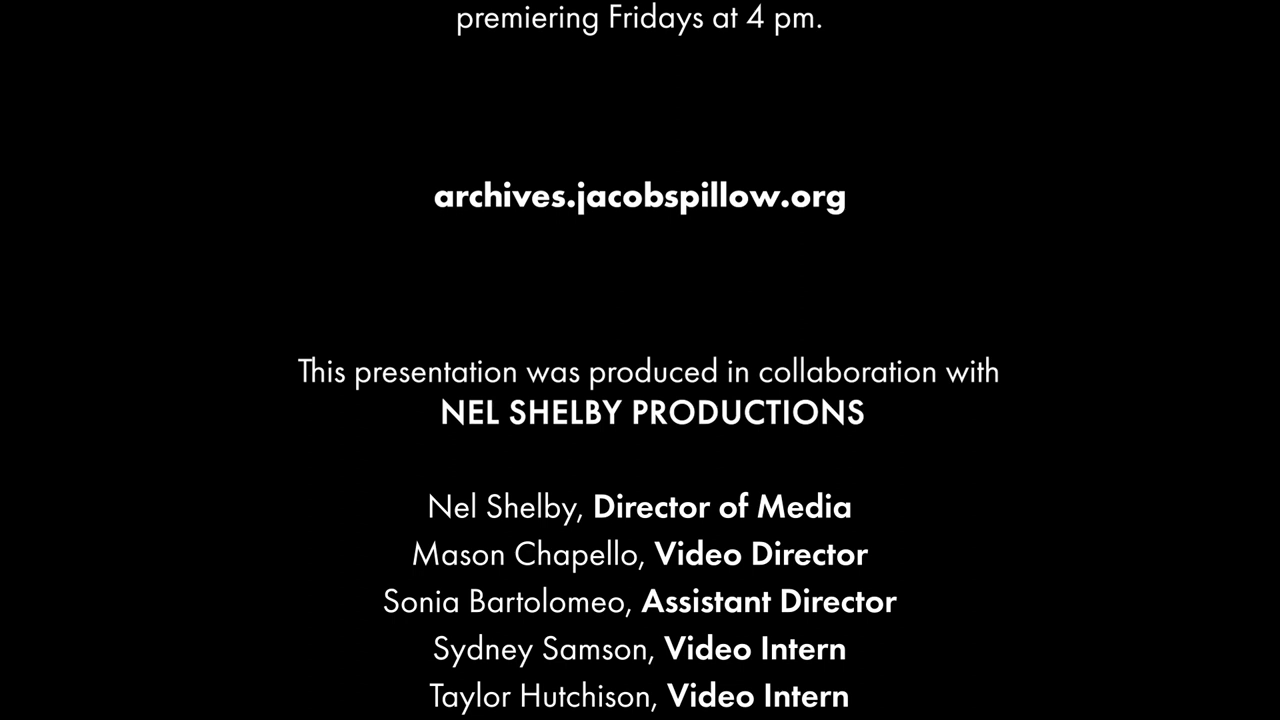 premiering Fridays at 4 pm.
archives.jacobspillow.org
This presentation was produced in collaboration with
NEL SHELBY PRODUCTIONS
Nel Shelby, Director of Media
Mason Chapello, Video Director
Sonia Bartolomeo, Assistant Director
Sydney Samson, Video Intern
Taylor Hutchison, Video Intern